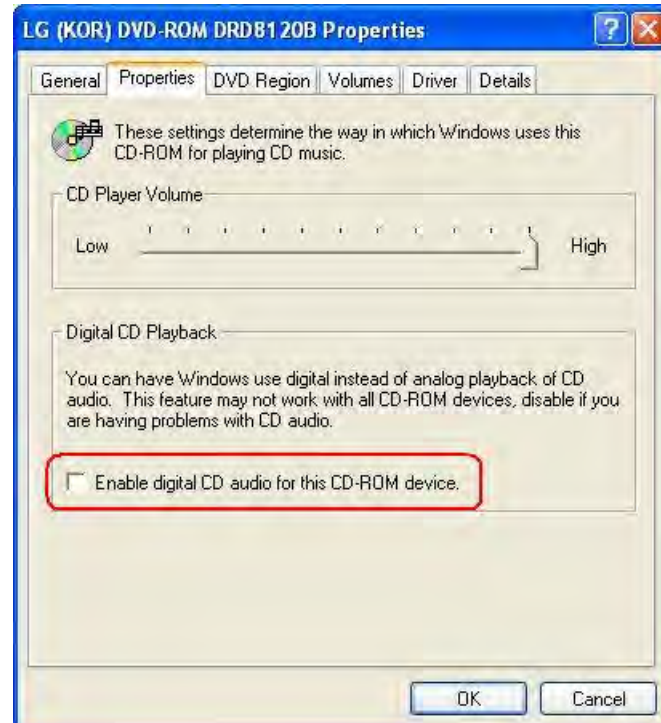 LG (KOR) DVD-ROM DRD8120B Properties
General Properties DVD Region Volumes Driver Details
These settings determine the way in which Windows uses this
CD-ROM for playing CD music.
CD Player Volume
Low High
Digital CD Playback
You can have Windows use digital instead of analog playback of CD
audio. This feature may not work with all CD-ROM devices, disable if you
are having problems with CD audio.
Enable digital CD audio for this CD-ROM device.
OK Cancel